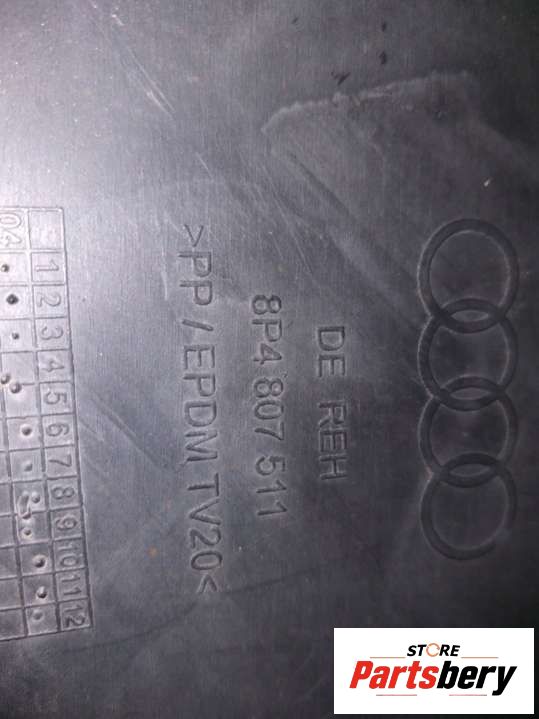 DE REH
8P4 807 511
>PP / EPDM TV20<
1 2 3 4 5 6 7 8 9 10 11 12
04
STORE
Partsbery